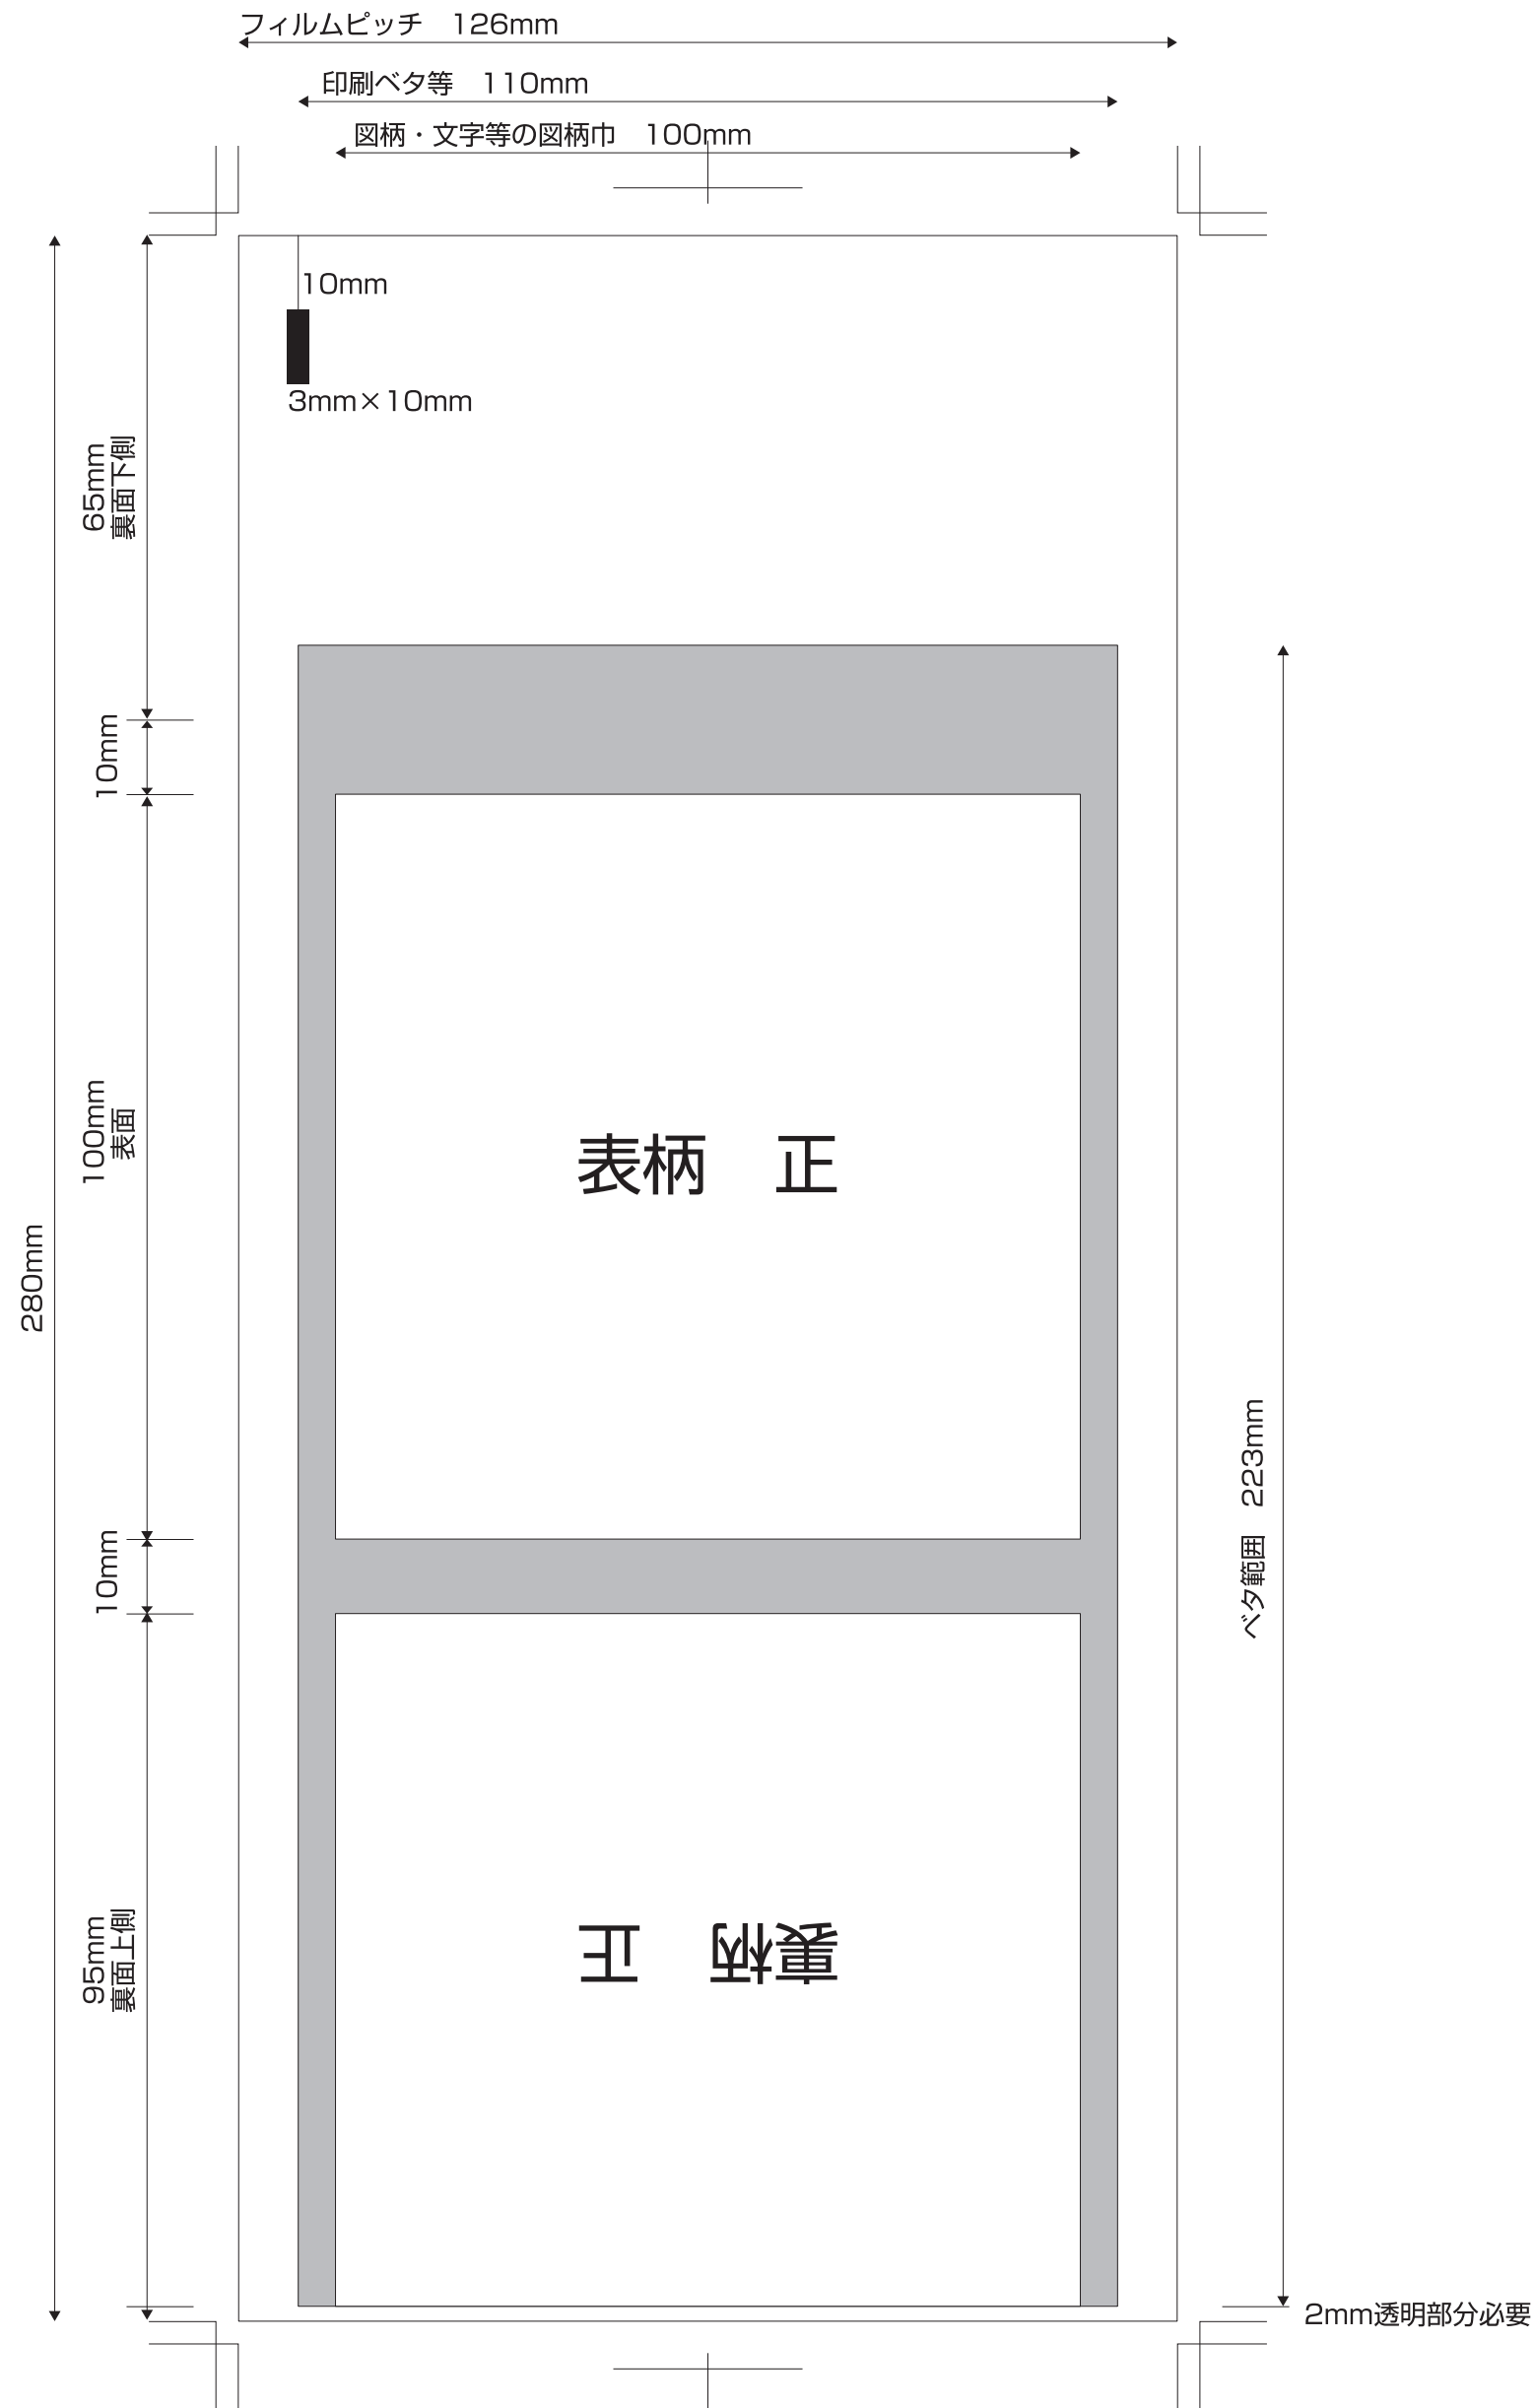 フィルムピッチ　126mm
印刷ベタ等　110mm
図柄・文字等の図柄巾　100mm
10mm
3mm×10mm
65mm
裏面下側
10mm
100mm
表面
280mm
表柄　正
10mm
ベタ範囲　223mm
95mm
裏面上側
裏柄　正
2mm透明部分必要